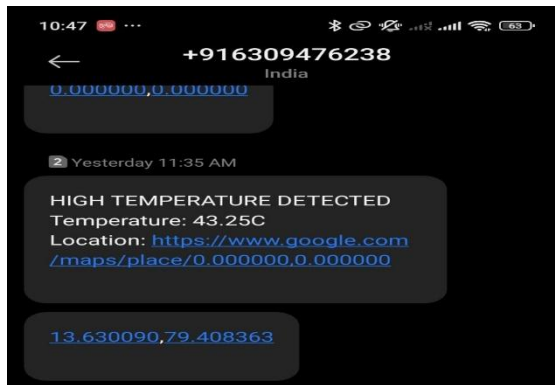 10:47 ...
63
+916309476238
India
0.000000,0.000000
2 Yesterday 11:35 AM
HIGH TEMPERATURE DETECTED
Temperature: 43.25C
Location: https://www.google.com
/maps/place/0.000000,0.000000
13.630090,79.408363